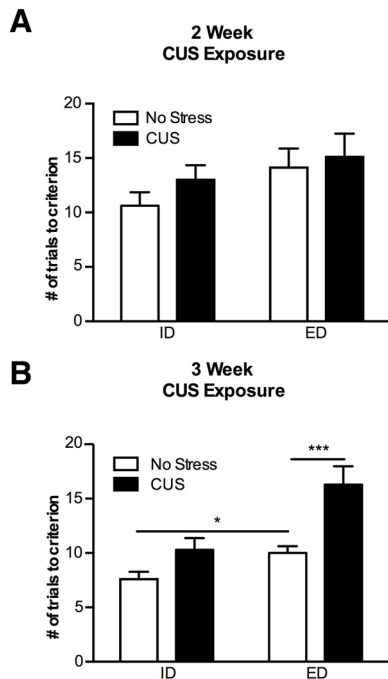 A
2 Week
CUS Exposure
No Stress
CUS
# of trials to criterion
20
15
10
5
0
ID
ED
B
3 Week
CUS Exposure
No Stress
CUS
# of trials to criterion
20
15
10
5
0
*
***
ID
ED